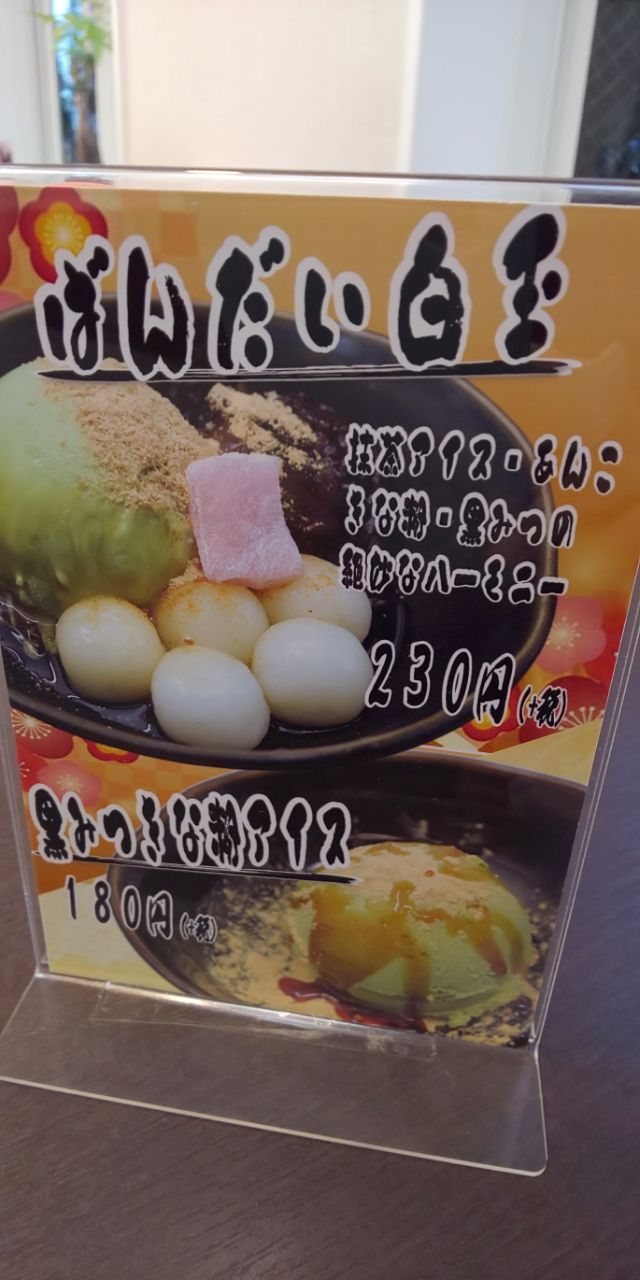 ばんだい白玉
抹茶アイス・あんこ
きな粉・黒みつの
絶妙なハーモニー
230円(+税)
黒みつきな粉アイス
180円(+税)